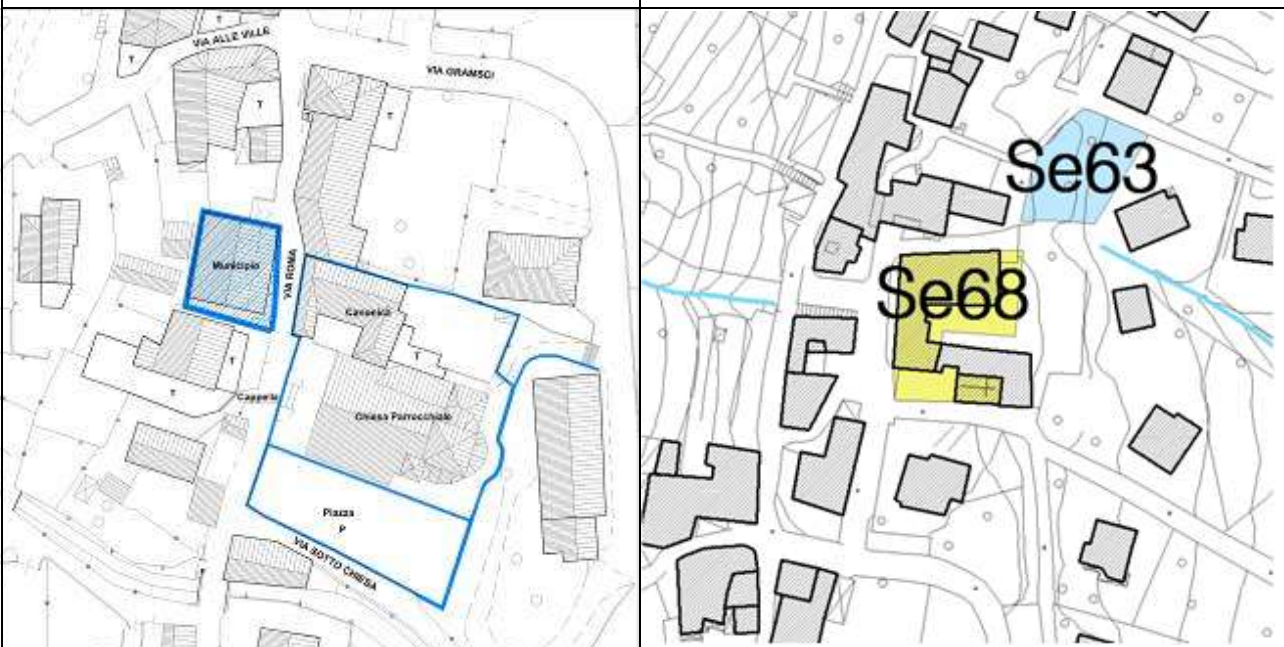 VIA ALLE VILLE
T
VIA GRAMSCI
T
T
Municipio
VIA ROMA
Canonica
T
T
T
Cappella
Chiesa Parrocchiale
Piazza
P
VIA SOTTO CHIESA
Se63
Se68